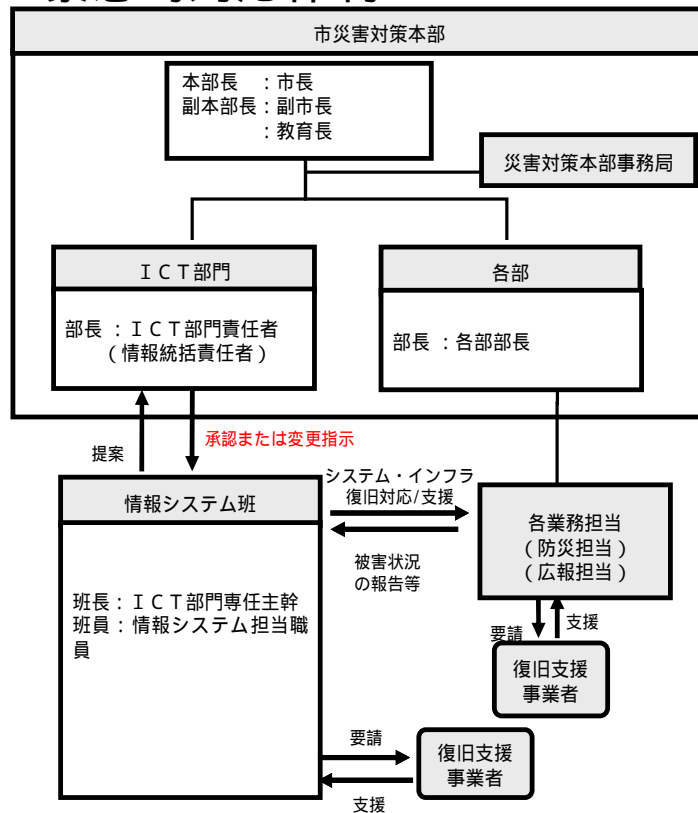 市災害対策本部
本部長　：市長
副本部長：副市長
：教育長
災害対策本部事務局
ＩＣＴ部門
部長 ：ＩＣＴ部門責任者
（情報統括責任者）
各部
部長 ：各部部長
提案
承認または変更指示
情報システム班
班長：ＩＣＴ部門専任主幹
班員：情報システム担当職
員
システム・インフラ
復旧対応/支援
被害状況
の報告等
各業務担当
（防災担当）
（広報担当）
要請
支援
復旧支援
事業者
要請
支援
復旧支援
事業者